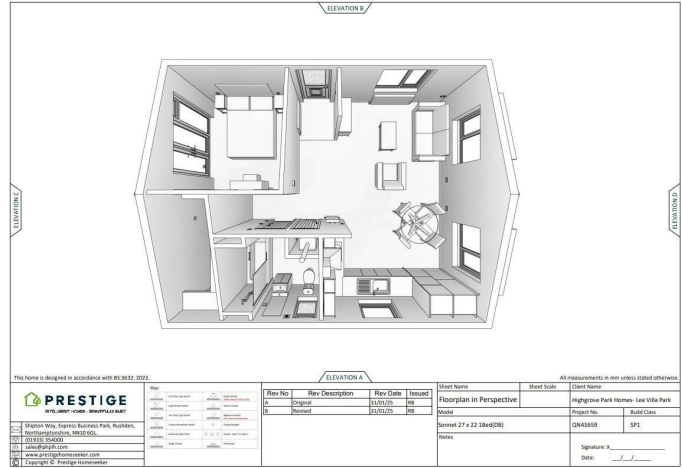 ELEVATION B
ELEVATION C
ELEVATION D
ELEVATION A
This home is designed in accordance with BS:3632: 2023.
All measurements in mm unless stated otherwise.
PRESTIGE
INTELLIGENT HOMES - BEAUTIFULLY BUILT
Shipton Way, Express Business Park, Rushden,
Northamptonshire, NN10 6GL.
(01933) 354000
sales@phplh.com
www.prestigehomeseeker.com
© Copyright © Prestige Homeseeker
Key:
Rev No Rev Description Rev Date Issued
A Original 31/01/25 RB
B Revised 31/01/25 RB
Sheet Name Sheet Scale Client Name
Floorplan in Perspective Highgrove Park Homes- Lea Villa Park
Model Project No. Build Class
Sonnet 27 x 22 1Bed(DB) QN43659 SP1
Notes
Signature: X
Date: __/__/____